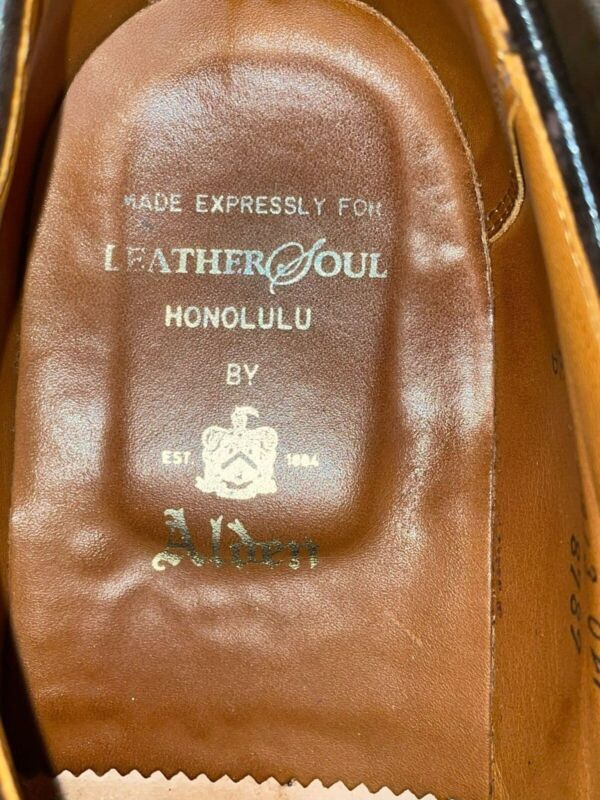 MADE EXPRESSLY FOR
LEATHER SOUL
HONOLULU
BY
EST. 1884
Alden